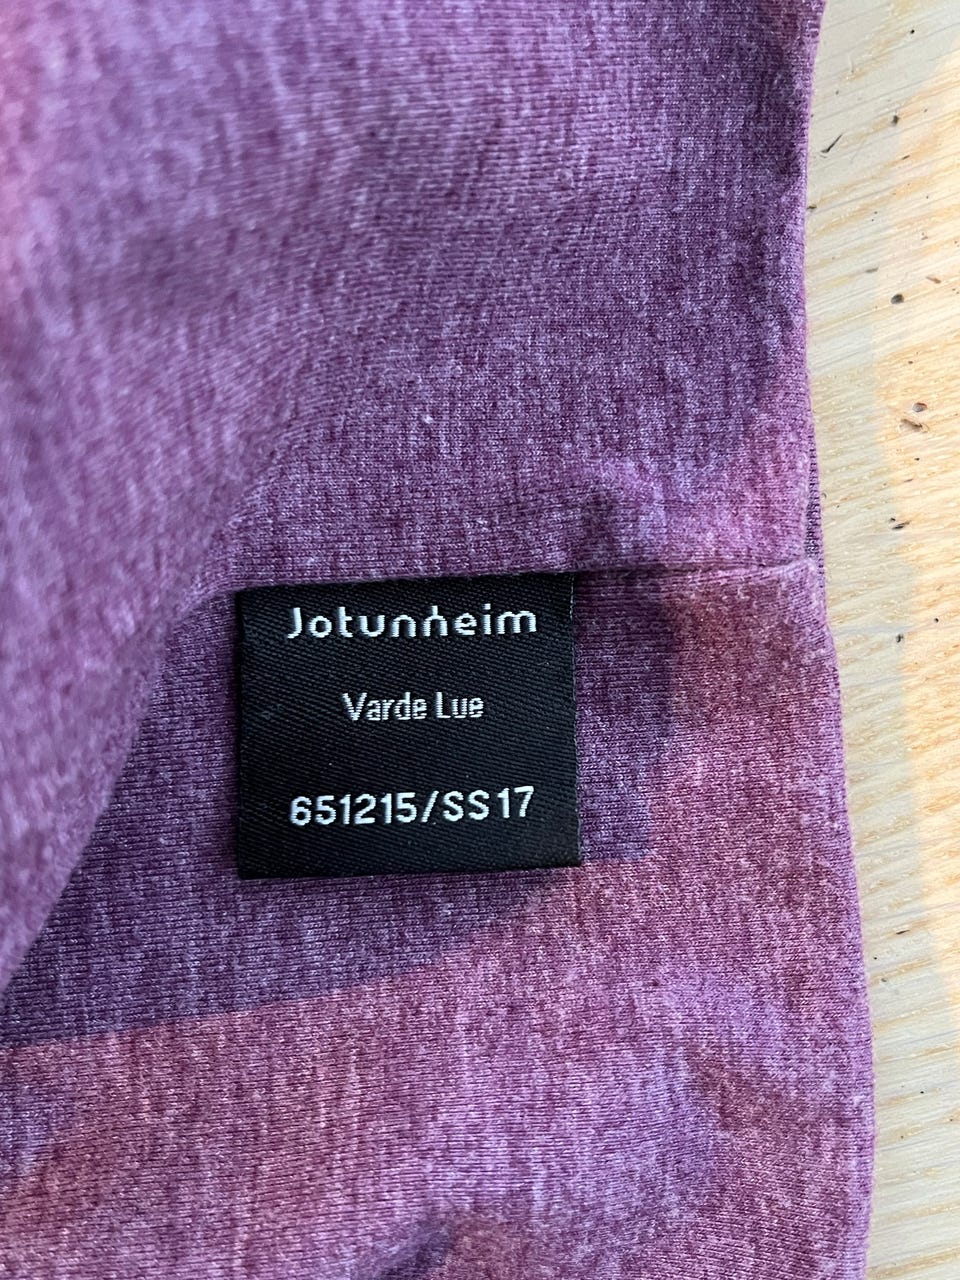 Jotunheim
Varde Lue
651215/SS17